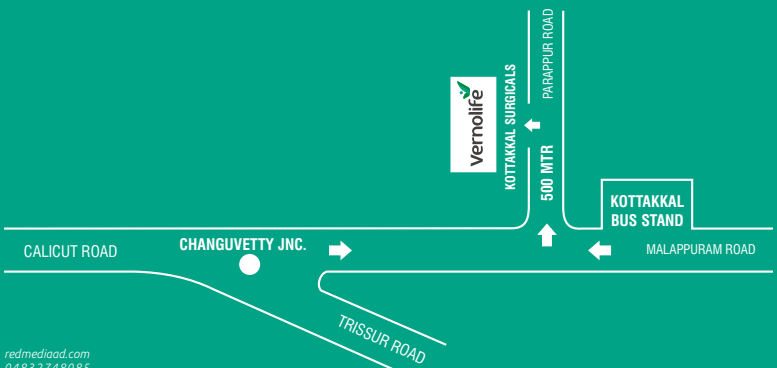 PARAPPUR ROAD
Vernolife
KOTTAKKAL SURGICALS
500 MTR
KOTTAKKAL
BUS STAND
CALICUT ROAD
CHANGUVETTY JNC.
MALAPPURAM ROAD
TRISSUR ROAD
redmediaad.com
04832748085